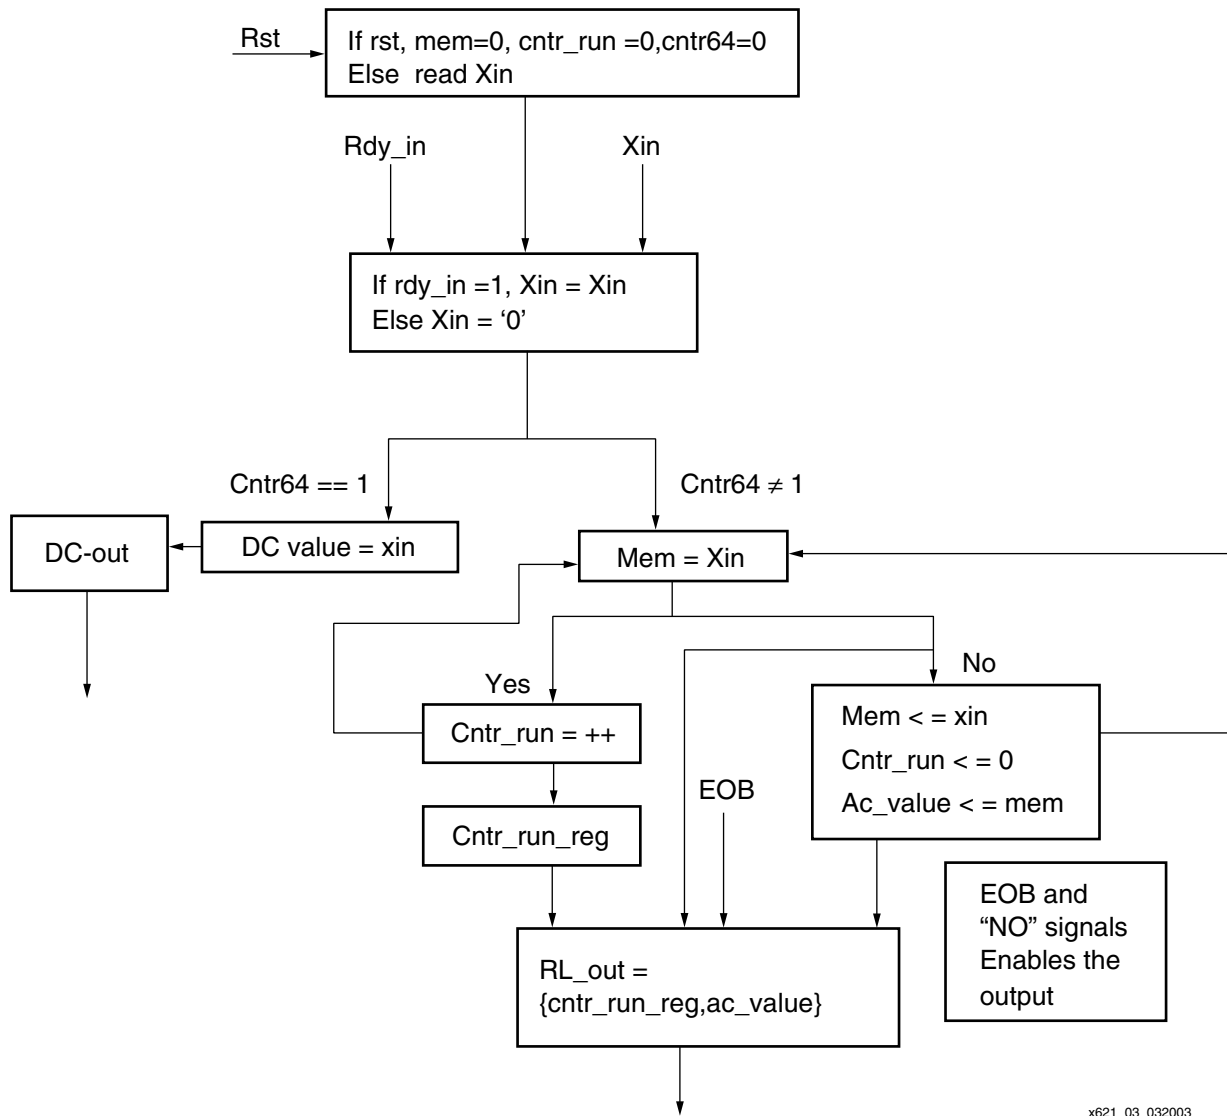 Rst
If rst, mem=0, cntr_run =0,cntr64=0
Else read Xin
Rdy_in
Xin
If rdy_in =1, Xin = Xin
Else Xin = ‘0’
Cntr64 == 1
Cntr64 ≠ 1
DC-out
DC value = xin
Mem = Xin
Yes
No
Cntr_run = ++
Mem < = xin
Cntr_run < = 0
Ac_value < = mem
EOB
Cntr_run_reg
EOB and
“NO” signals
Enables the
output
RL_out =
{cntr_run_reg,ac_value}
x621_03_032003